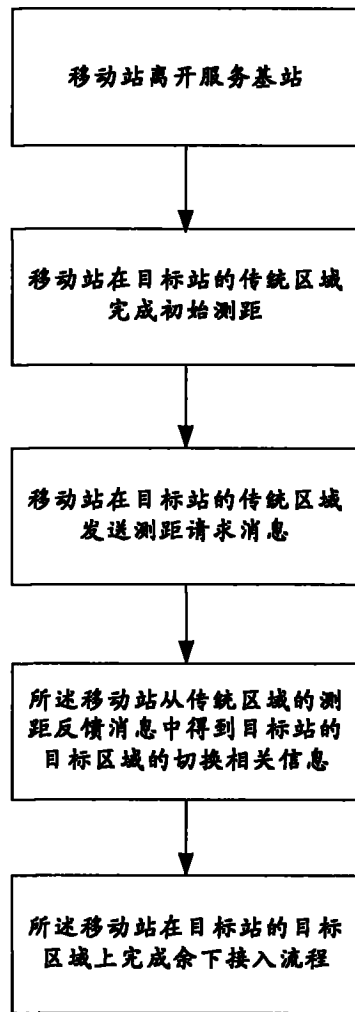 移动站离开服务基站
移动站在目标站的传统区域
完成初始测距
移动站在目标站的传统区域
发送测距请求消息
所述移动站从传统区域的测
距反馈消息中得到目标站的
目标区域的切换相关信息
所述移动站在目标站的目标
区域上完成余下接入流程